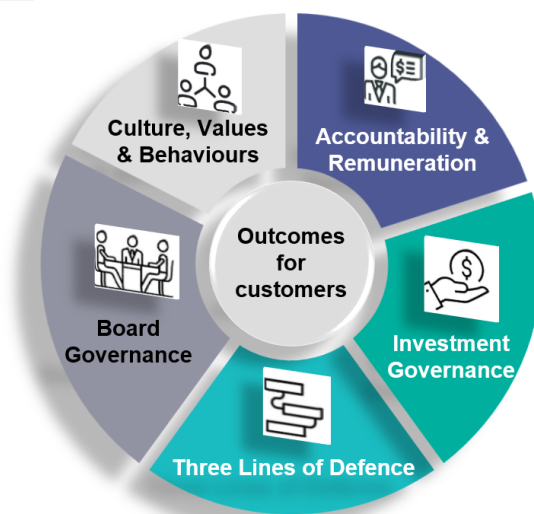 Culture, Values
& Behaviours
Accountability &
Remuneration
Outcomes
for
customers
Board
Governance
Investment
Governance
Three Lines of Defence